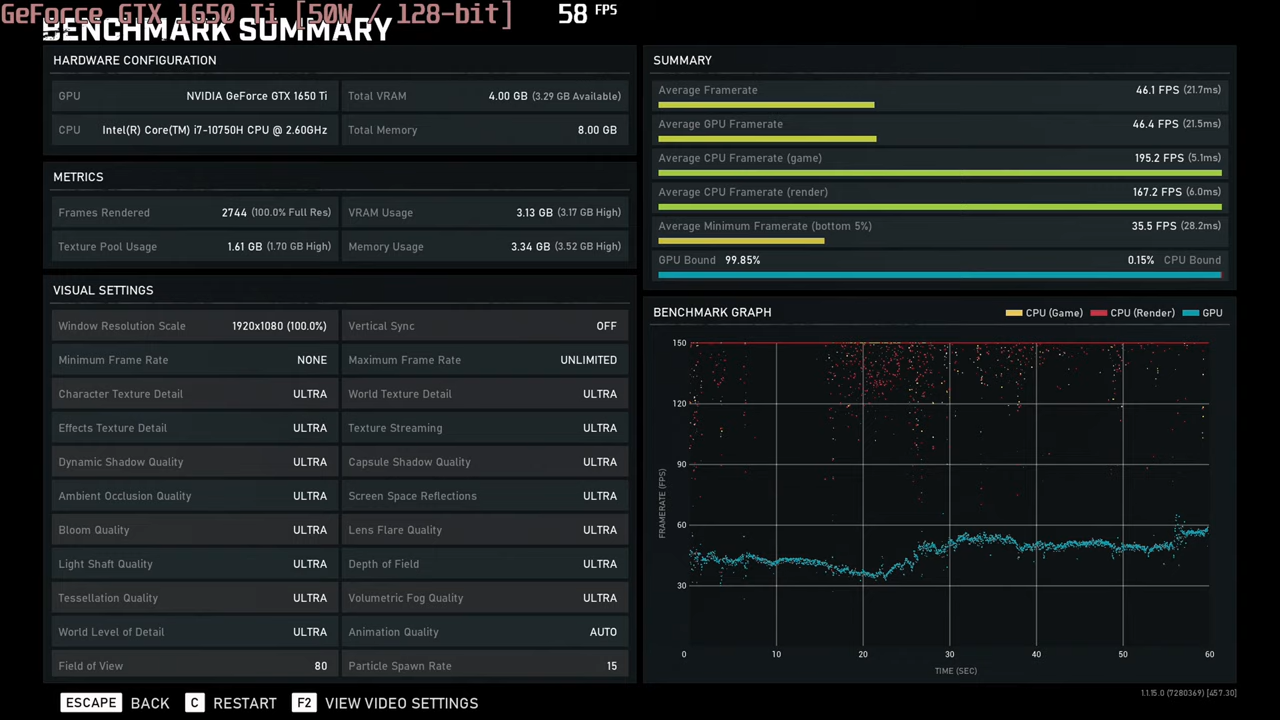 GeForce GTX 1650 Ti [50W / 128-bit] 58 FPS
BENCHMARK SUMMARY
HARDWARE CONFIGURATION
GPU NVIDIA GeForce GTX 1650 Ti Total VRAM 4.00 GB (3.29 GB Available)
CPU Intel(R) Core(TM) i7-10750H CPU @ 2.60GHz Total Memory 8.00 GB
METRICS
Frames Rendered 2744 (100.0% Full Res) VRAM Usage 3.13 GB (3.17 GB High)
Texture Pool Usage 1.61 GB (1.70 GB High) Memory Usage 3.34 GB (3.52 GB High)
VISUAL SETTINGS
Window Resolution Scale 1920x1080 (100.0%) Vertical Sync OFF
Minimum Frame Rate NONE Maximum Frame Rate UNLIMITED
Character Texture Detail ULTRA World Texture Detail ULTRA
Effects Texture Detail ULTRA Texture Streaming ULTRA
Dynamic Shadow Quality ULTRA Capsule Shadow Quality ULTRA
Ambient Occlusion Quality ULTRA Screen Space Reflections ULTRA
Bloom Quality ULTRA Lens Flare Quality ULTRA
Light Shaft Quality ULTRA Depth of Field ULTRA
Tessellation Quality ULTRA Volumetric Fog Quality ULTRA
World Level of Detail ULTRA Animation Quality AUTO
Field of View 80 Particle Spawn Rate 15
SUMMARY
Average Framerate 46.1 FPS (21.7ms)
Average GPU Framerate 46.4 FPS (21.5ms)
Average CPU Framerate (game) 195.2 FPS (5.1ms)
Average CPU Framerate (render) 167.2 FPS (6.0ms)
Average Minimum Framerate (bottom 5%) 35.5 FPS (28.2ms)
GPU Bound 99.85% 0.15% CPU Bound
BENCHMARK GRAPH CPU (Game) CPU (Render) GPU
150
120
90
60
30
FRAMERATE (FPS)
0 10 20 30 40 50 60
TIME (SEC)
ESCAPE BACK C RESTART F2 VIEW VIDEO SETTINGS
1.1.15.0 (7280369) [457.30]